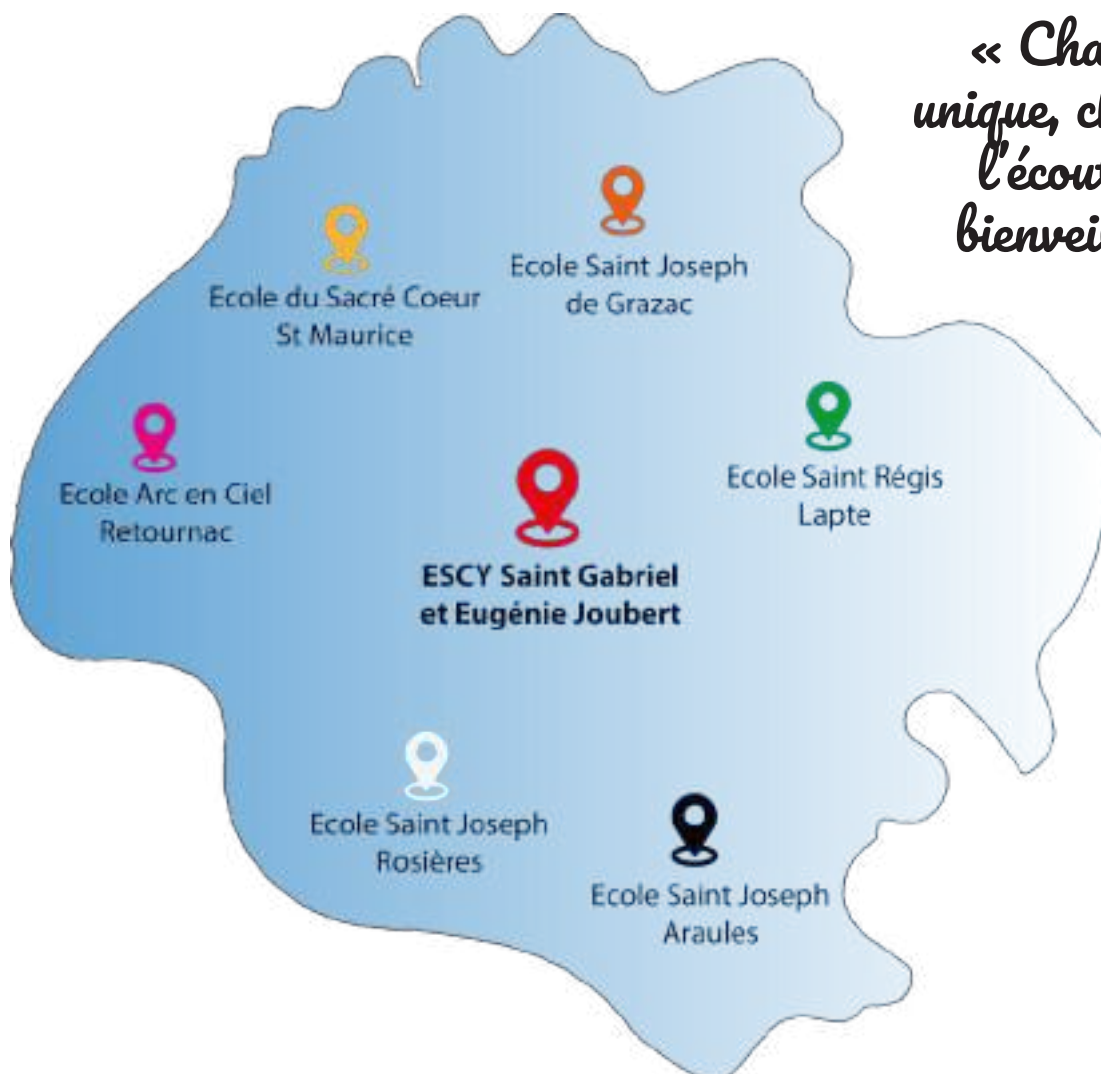 « Cha
unique, c
l'écou
bienvei
Ecole Saint Joseph
de Grazac
Ecole du Sacré Coeur
St Maurice
Ecole Saint Régis
Lapte
Ecole Arc en Ciel
Retournac
ESCY Saint Gabriel
et Eugénie Joubert
Ecole Saint Joseph
Rosières
Ecole Saint Joseph
Araules